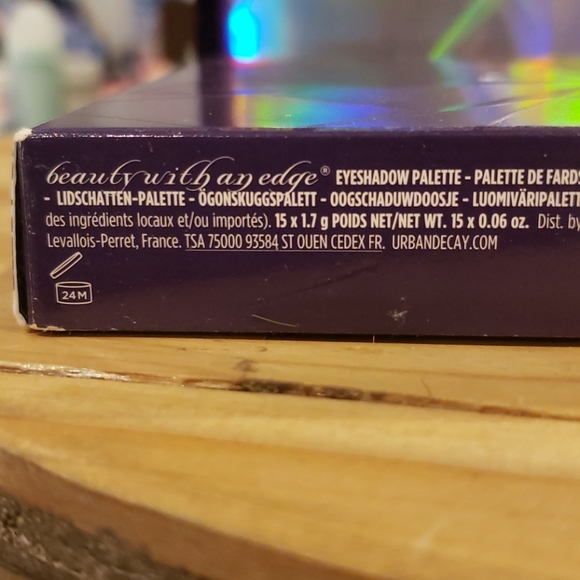 beauty with an edge® EYESHADOW PALETTE - PALETTE DE FARDS
- LIDSCHATTEN-PALETTE - ÖGONSKUGGSPALETT - OOGSCHADUWDOOSJE - LUOMIVÄRIPALETT
des ingrédients locaux et/ou importés). 15 x 1.7 g POIDS NET/NET WT. 15 x 0.06 oz. Dist. by
Levallois-Perret, France. TSA 75000 93584 ST OUEN CEDEX FR. URBANDECAY.COM
24M